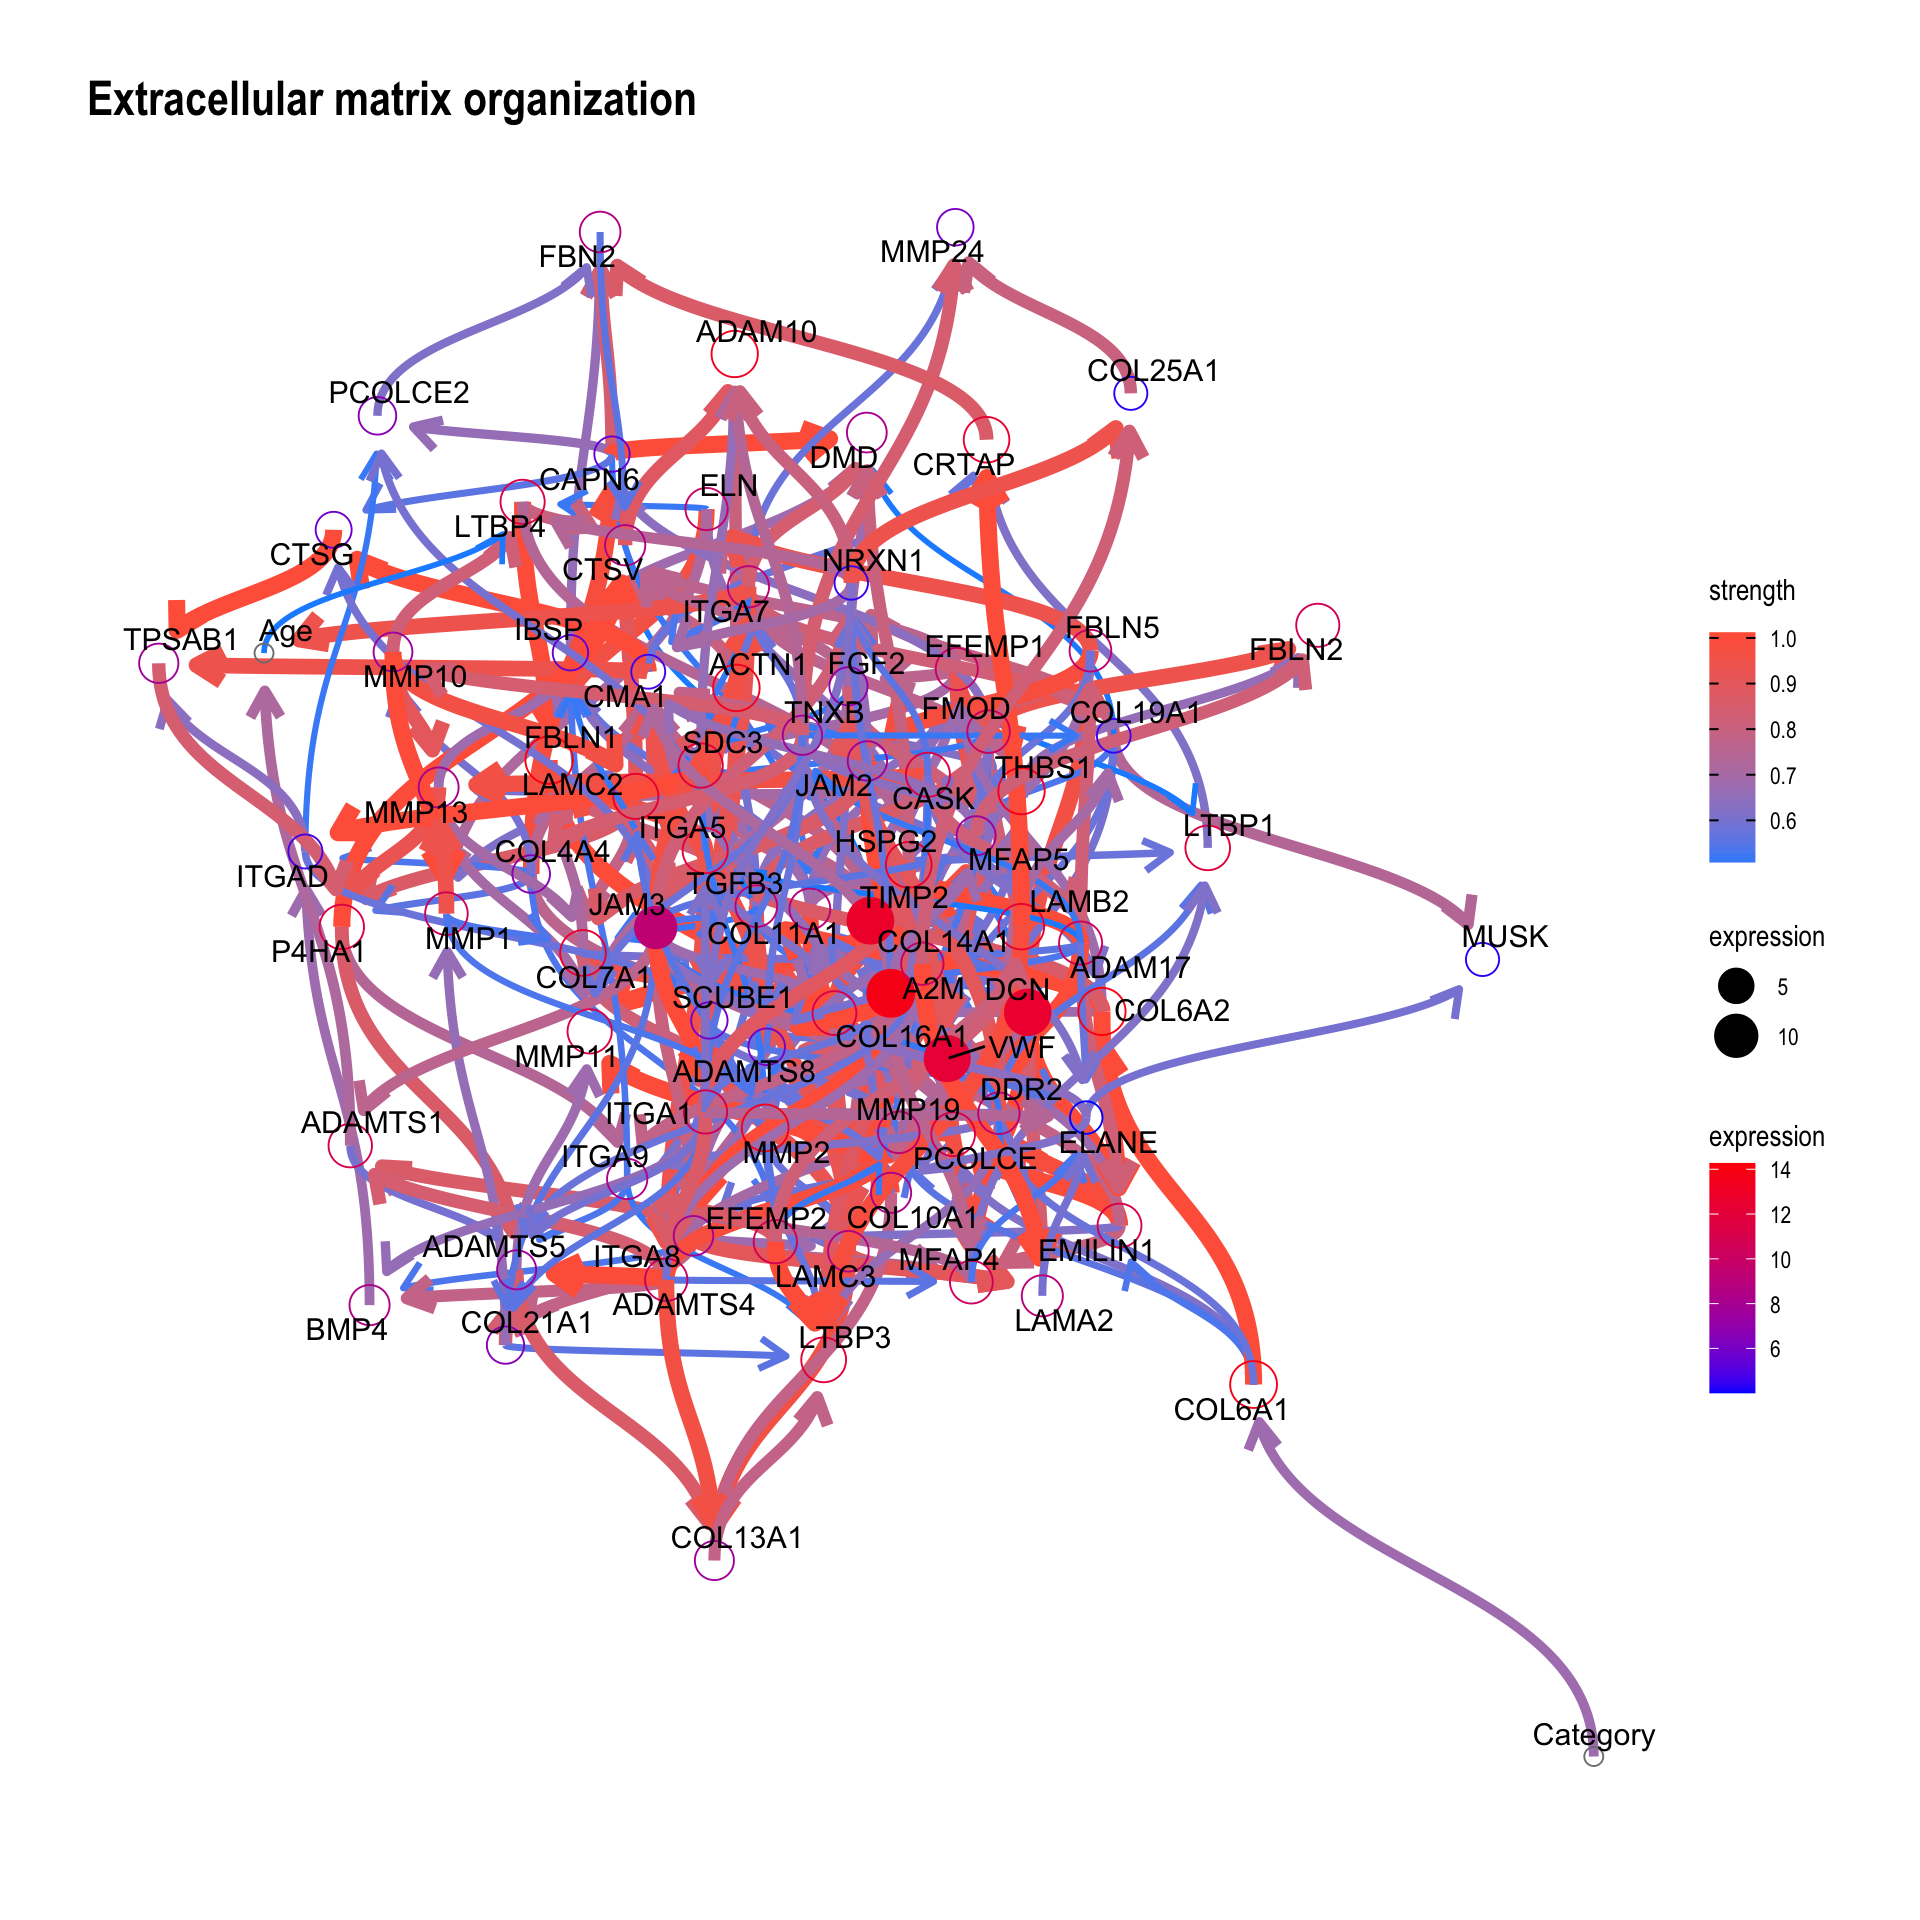 Extracellular matrix organization
FBN2
MMP24
ADAM10
COL25A1
PCOLCE2
DMD
CRTAP
CAPN6
ELN
LTBP4
CTSG
CTSV
NRXN1
ITGA7
TPSAB1
Age
IBSP
EFEMP1
FBLN5
FBLN2
MMP10
CMA1
ACTN1
FGF2
TNXB
FMOD
COL19A1
FBLN1
SDC3
LAMC2
JAM2
THBS1
CASK
MMP13
ITGA5
HSPG2
LTBP1
COL4A4
MFAP5
ITGAD
TGFB3
JAM3
TIMP2
LAMB2
MMP1
COL11A1
COL14A1
MUSK
P4HA1
COL7A1
ADAM17
SCUBE1
A2M
DCN
COL6A2
MMP11
COL16A1
VWF
ADAMTS8
DDR2
ADAMTS1
ITGA1
MMP19
ITGA9
MMP2
PCOLCE
ELANE
ADAMTS5
EFEMP2
COL10A1
ITGA8
MFAP4
EMILIN1
LAMC3
BMP4
COL21A1
ADAMTS4
LAMA2
LTBP3
COL6A1
COL13A1
Category
strength
1.0
0.9
0.8
0.7
0.6
expression
5
10
expression
14
12
10
8
6